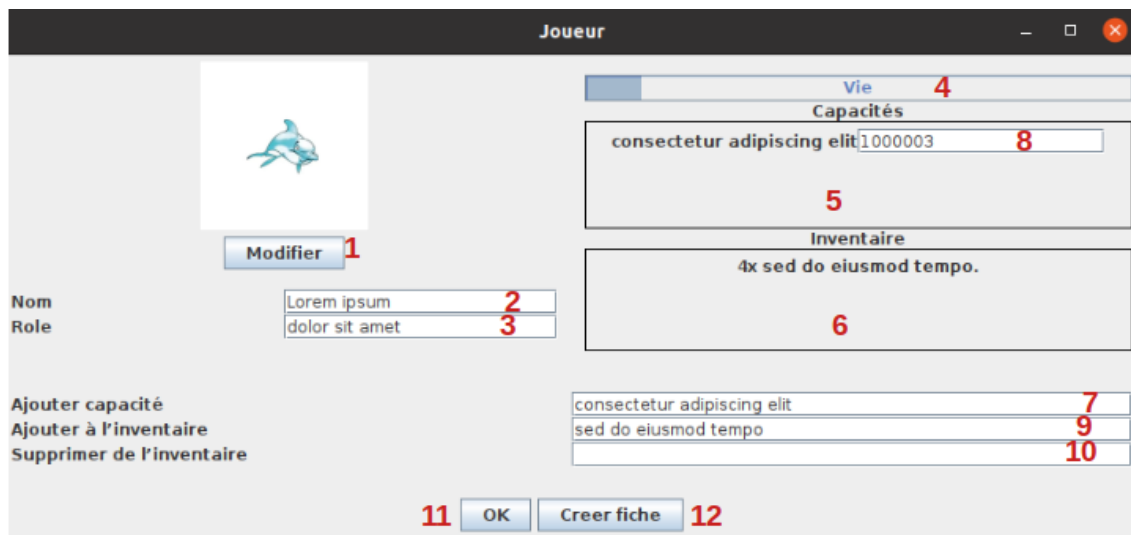 Joueur
Vie 4
Capacités
consectetur adipiscing elit 1000003 8
5
Modifier 1
Inventaire
4x sed do eiusmod tempo.
6
Nom Lorem ipsum 2
Role dolor sit amet 3
Ajouter capacité consectetur adipiscing elit 7
Ajouter à l'inventaire sed do eiusmod tempo 9
Supprimer de l'inventaire 10
11 OK Creer fiche 12